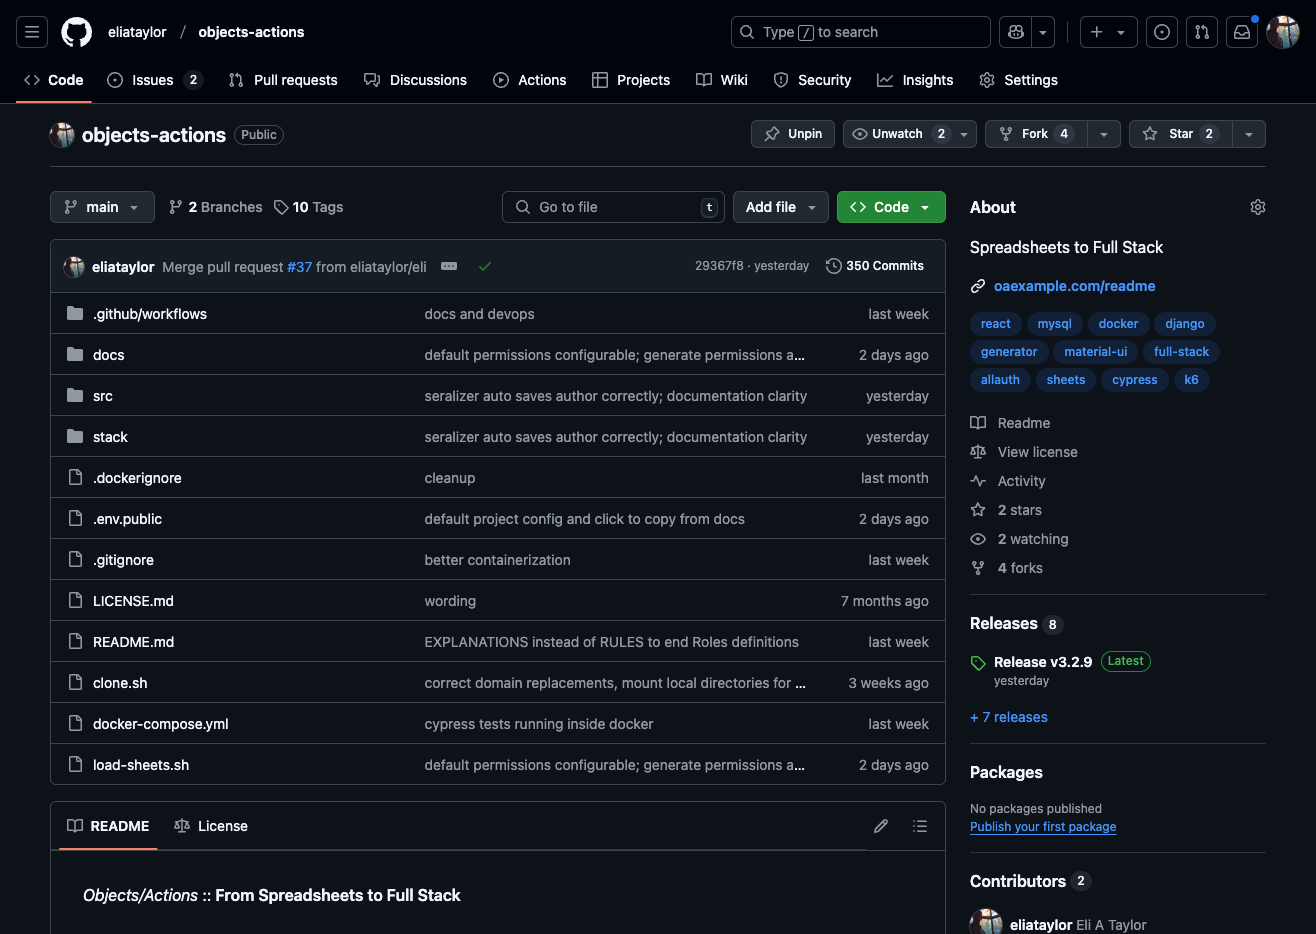 eliataylor / objects-actions
Type / to search
Code
Issues 2
Pull requests
Discussions
Actions
Projects
Wiki
Security
Insights
Settings
objects-actions Public
Unpin
Unwatch 2
Fork 4
Star 2
main
2 Branches
10 Tags
Go to file t
Add file
Code
eliataylor Merge pull request #37 from eliataylor/eli
29367f8 · yesterday
350 Commits
.github/workflows docs and devops last week
docs default permissions configurable; generate permissions a... 2 days ago
src seralizer auto saves author correctly; documentation clarity yesterday
stack seralizer auto saves author correctly; documentation clarity yesterday
.dockerignore cleanup last month
.env.public default project config and click to copy from docs 2 days ago
.gitignore better containerization last week
LICENSE.md wording 7 months ago
README.md EXPLANATIONS instead of RULES to end Roles definitions last week
clone.sh correct domain replacements, mount local directories for ... 3 weeks ago
docker-compose.yml cypress tests running inside docker last week
load-sheets.sh default permissions configurable; generate permissions a... 2 days ago
README
License
Objects/Actions :: From Spreadsheets to Full Stack
About
Spreadsheets to Full Stack
oaexample.com/readme
react mysql docker django
generator material-ui full-stack
allauth sheets cypress k6
Readme
View license
Activity
2 stars
2 watching
4 forks
Releases 8
Release v3.2.9 Latest
yesterday
+ 7 releases
Packages
No packages published
Publish your first package
Contributors 2
eliataylor Eli A Taylor